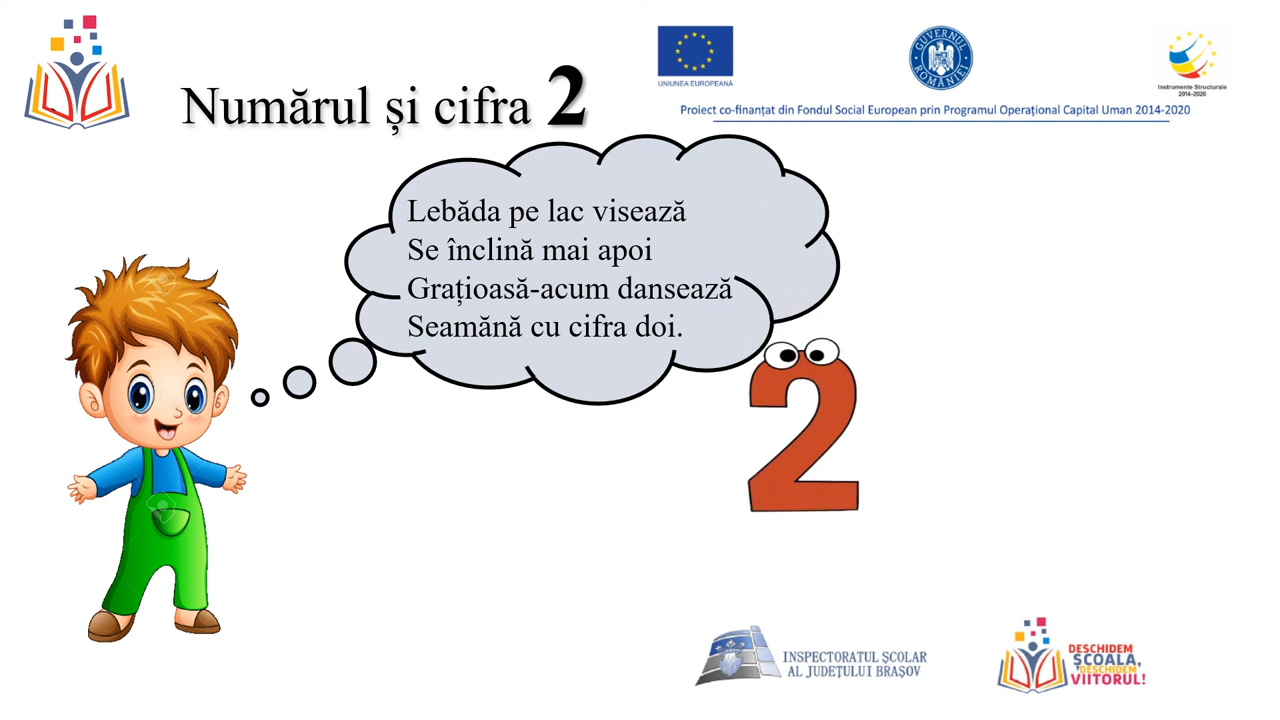 Numărul și cifra 2
UNIUNEA EUROPEANĂ
GUVERNUL ROMÂNIEI
Instrumente Structurale
2014-2020
Proiect co-finanțat din Fondul Social European prin Programul Operațional Capital Uman 2014-2020
Lebăda pe lac visează
Se înclină mai apoi
Grațioasă-acum dansează
Seamănă cu cifra doi.
2
INSPECTORATUL ȘCOLAR
AL JUDEȚULUI BRAȘOV
DESCHIDEM
ȘCOALA,
DESCHIDEM
VIITORUL!